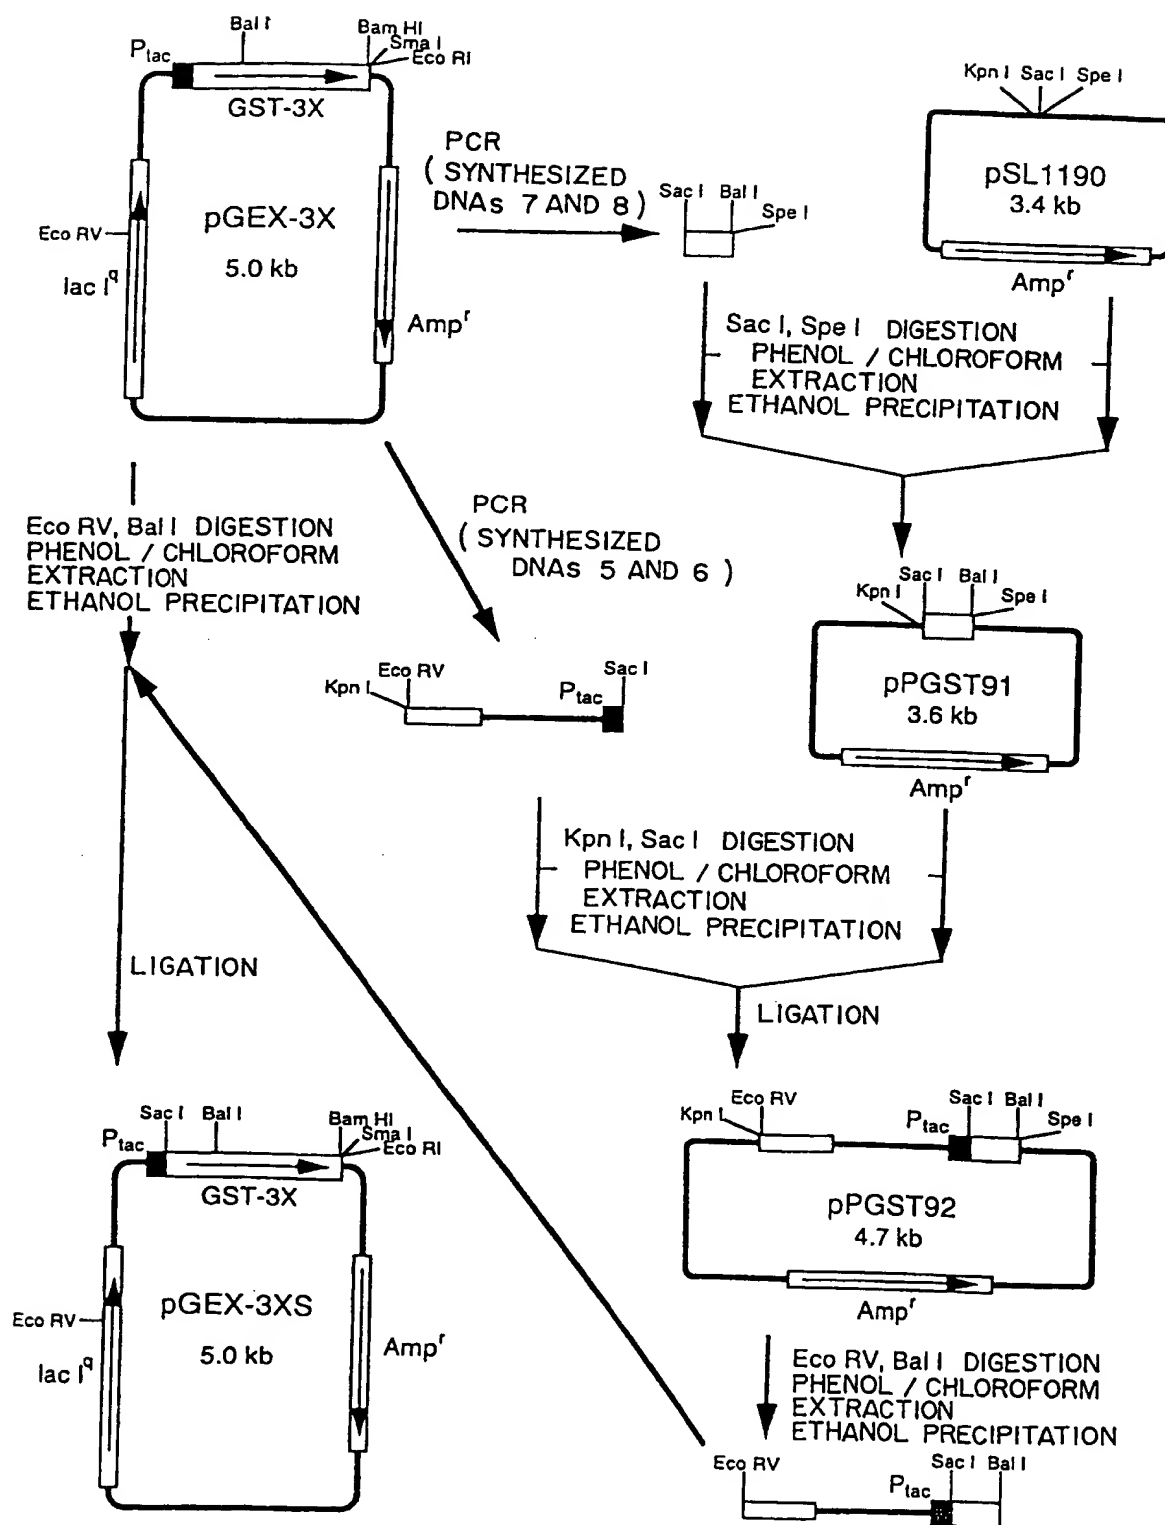 Bal I
Bam HI
Sma I
Eco RI
Ptac
GST-3X
pGEX-3X
5.0 kb
Eco RV
lac Iq
Ampr
PCR
( SYNTHESIZED
DNAs 7 AND 8 )
Sac I Bal I
Spe I
Kpn I Sac I Spe I
pSL1190
3.4 kb
Ampr
Sac I, Spe I DIGESTION
PHENOL / CHLOROFORM
EXTRACTION
ETHANOL PRECIPITATION
Eco RV, Bal I DIGESTION
PHENOL / CHLOROFORM
EXTRACTION
ETHANOL PRECIPITATION
PCR
( SYNTHESIZED
DNAs 5 AND 6 )
Kpn I
Eco RV
Ptac
Sac I
Sac I Bal I
Kpn I
Spe I
pPGST91
3.6 kb
Ampr
Kpn I, Sac I DIGESTION
PHENOL / CHLOROFORM
EXTRACTION
ETHANOL PRECIPITATION
LIGATION
LIGATION
Sac I Bal I
Bam HI
Sma I
Eco RI
Ptac
GST-3X
pGEX-3XS
5.0 kb
Eco RV
lac Iq
Ampr
Eco RV
Kpn I
Sac I Bal I
Ptac
Spe I
pPGST92
4.7 kb
Ampr
Eco RV, Bal I DIGESTION
PHENOL / CHLOROFORM
EXTRACTION
ETHANOL PRECIPITATION
Eco RV
Sac I Bal I
Ptac